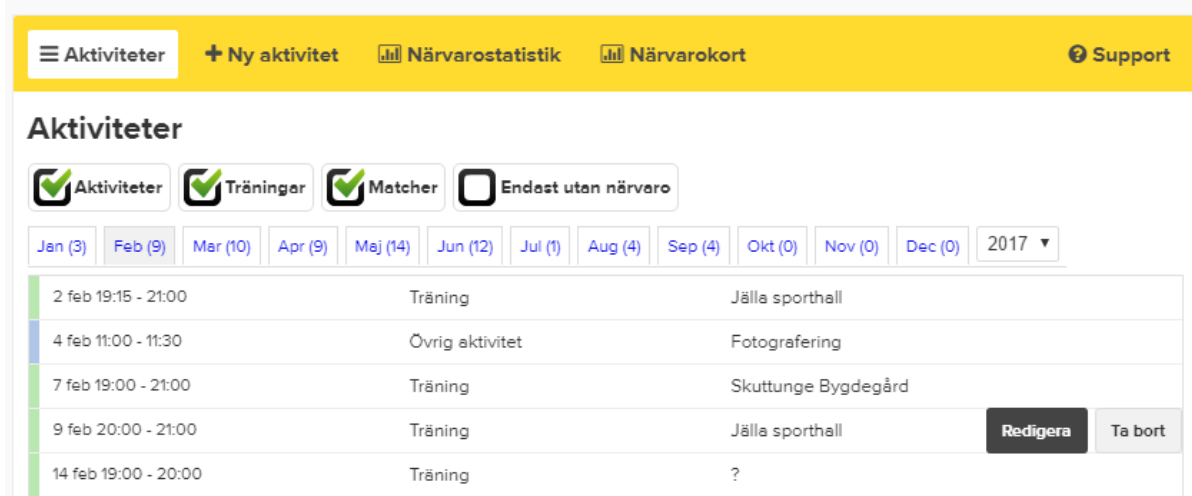 Aktiviteter Ny aktivitet Närvarostatistik Närvarokort Support
Aktiviteter
Aktiviteter Träningar Matcher Endast utan närvaro
Jan (3) Feb (9) Mar (10) Apr (9) Maj (14) Jun (12) Jul (1) Aug (4) Sep (4) Okt (0) Nov (0) Dec (0) 2017
2 feb 19:15 - 21:00 Träning Jälla sporthall
4 feb 11:00 - 11:30 Övrig aktivitet Fotografering
7 feb 19:00 - 21:00 Träning Skuttunge Bygdegård
9 feb 20:00 - 21:00 Träning Jälla sporthall Redigera Ta bort
14 feb 19:00 - 20:00 Träning ?